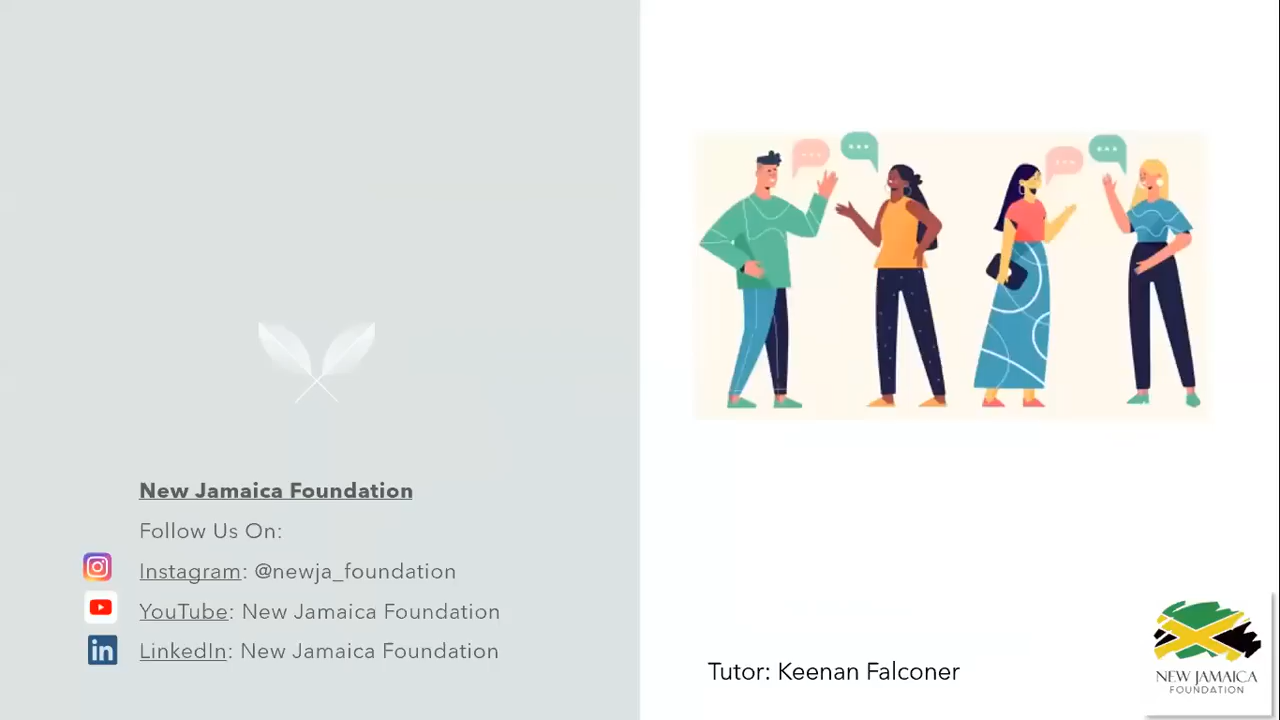 New Jamaica Foundation
Follow Us On:
Instagram: @newja_foundation
YouTube: New Jamaica Foundation
LinkedIn: New Jamaica Foundation
Tutor: Keenan Falconer
NEW JAMAICA
FOUNDATION